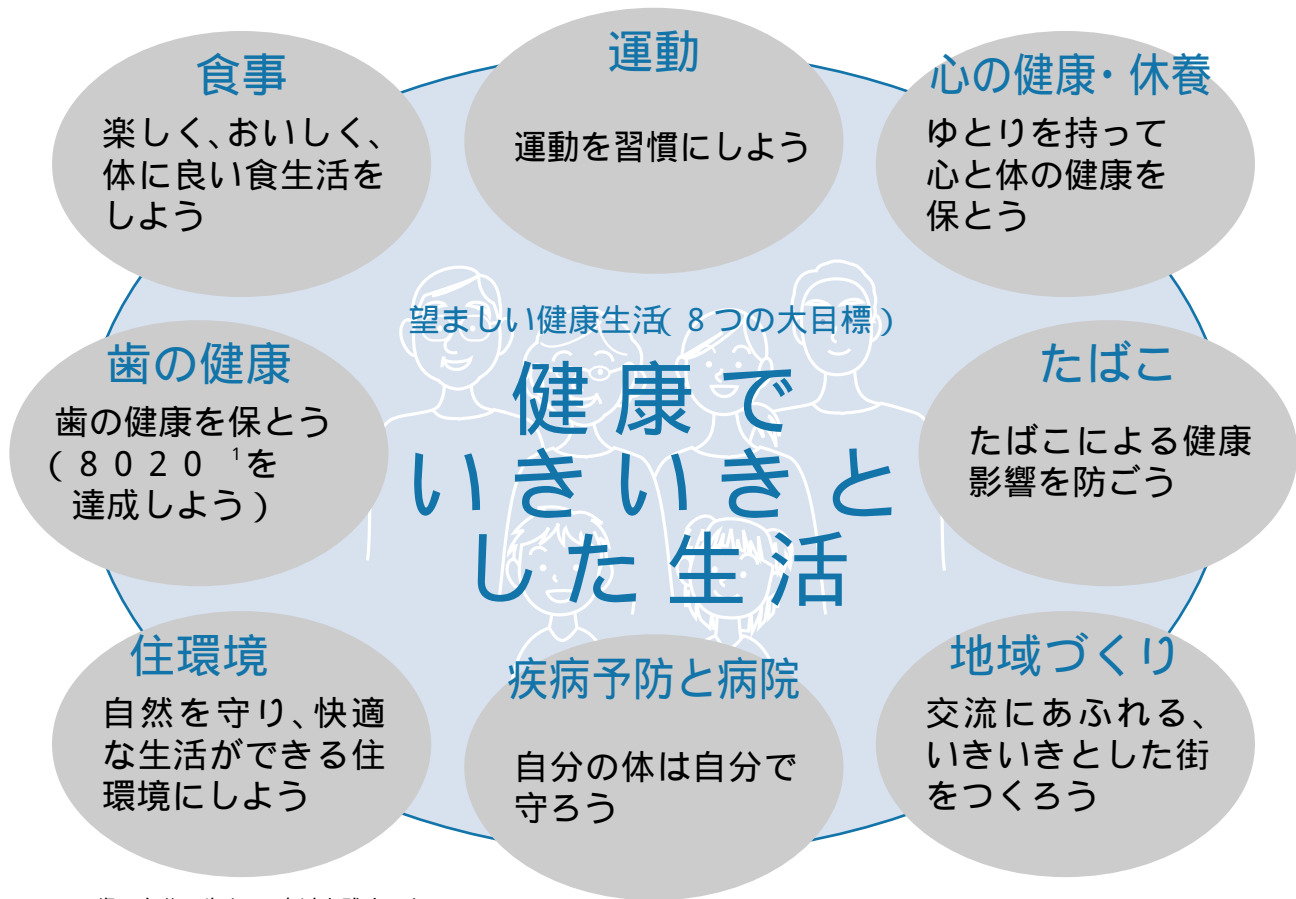 食事
楽しく、おいしく、
体に良い食生活を
しよう
運動
運動を習慣にしよう
心の健康・休養
ゆとりを持って
心と体の健康を
保とう
望ましい健康生活(8つの大目標)
健康で
いきいきと
した生活
歯の健康
歯の健康を保とう
(8020 ¹を
達成しよう)
たばこ
たばこによる健康
影響を防ごう
住環境
自然を守り、快適
な生活ができる住
環境にしよう
疾病予防と病院
自分の体は自分で
守ろう
地域づくり
交流にあふれる、
いきいきとした街
をつくろう